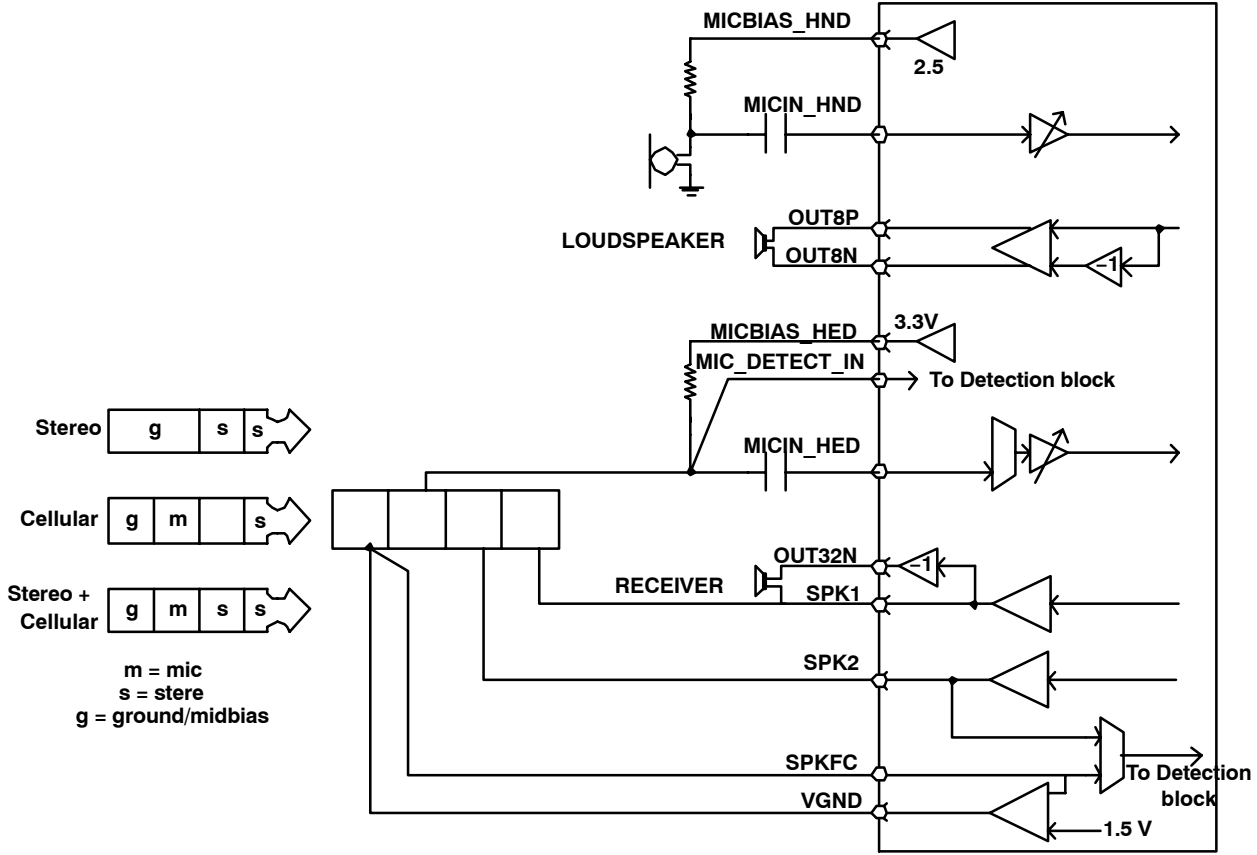 MICBIAS_HND
2.5
MICIN_HND
OUT8P
LOUDSPEAKER
OUT8N
−1
3.3V
MICBIAS_HED
MIC_DETECT_IN
To Detection block
Stereo
g
s
s
MICIN_HED
Cellular
g
m
s
OUT32N
−1
RECEIVER
SPK1
Stereo +
Cellular
g
m
s
s
m = mic
s = stere
g = ground/midbias
SPK2
SPKFC
To Detection
block
VGND
1.5 V